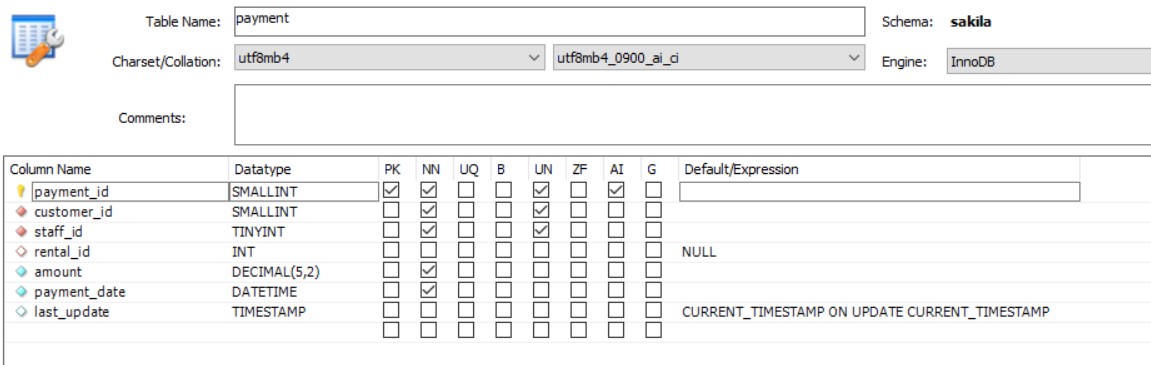 Table Name: payment Schema: sakila
Charset/Collation: utf8mb4 utf8mb4_0900_ai_ci Engine: InnoDB
Comments:
Column Name Datatype PK NN UQ B UN ZF AI G Default/Expression
payment_id SMALLINT
customer_id SMALLINT
staff_id TINYINT
rental_id INT NULL
amount DECIMAL(5,2)
payment_date DATETIME
last_update TIMESTAMP CURRENT_TIMESTAMP ON UPDATE CURRENT_TIMESTAMP